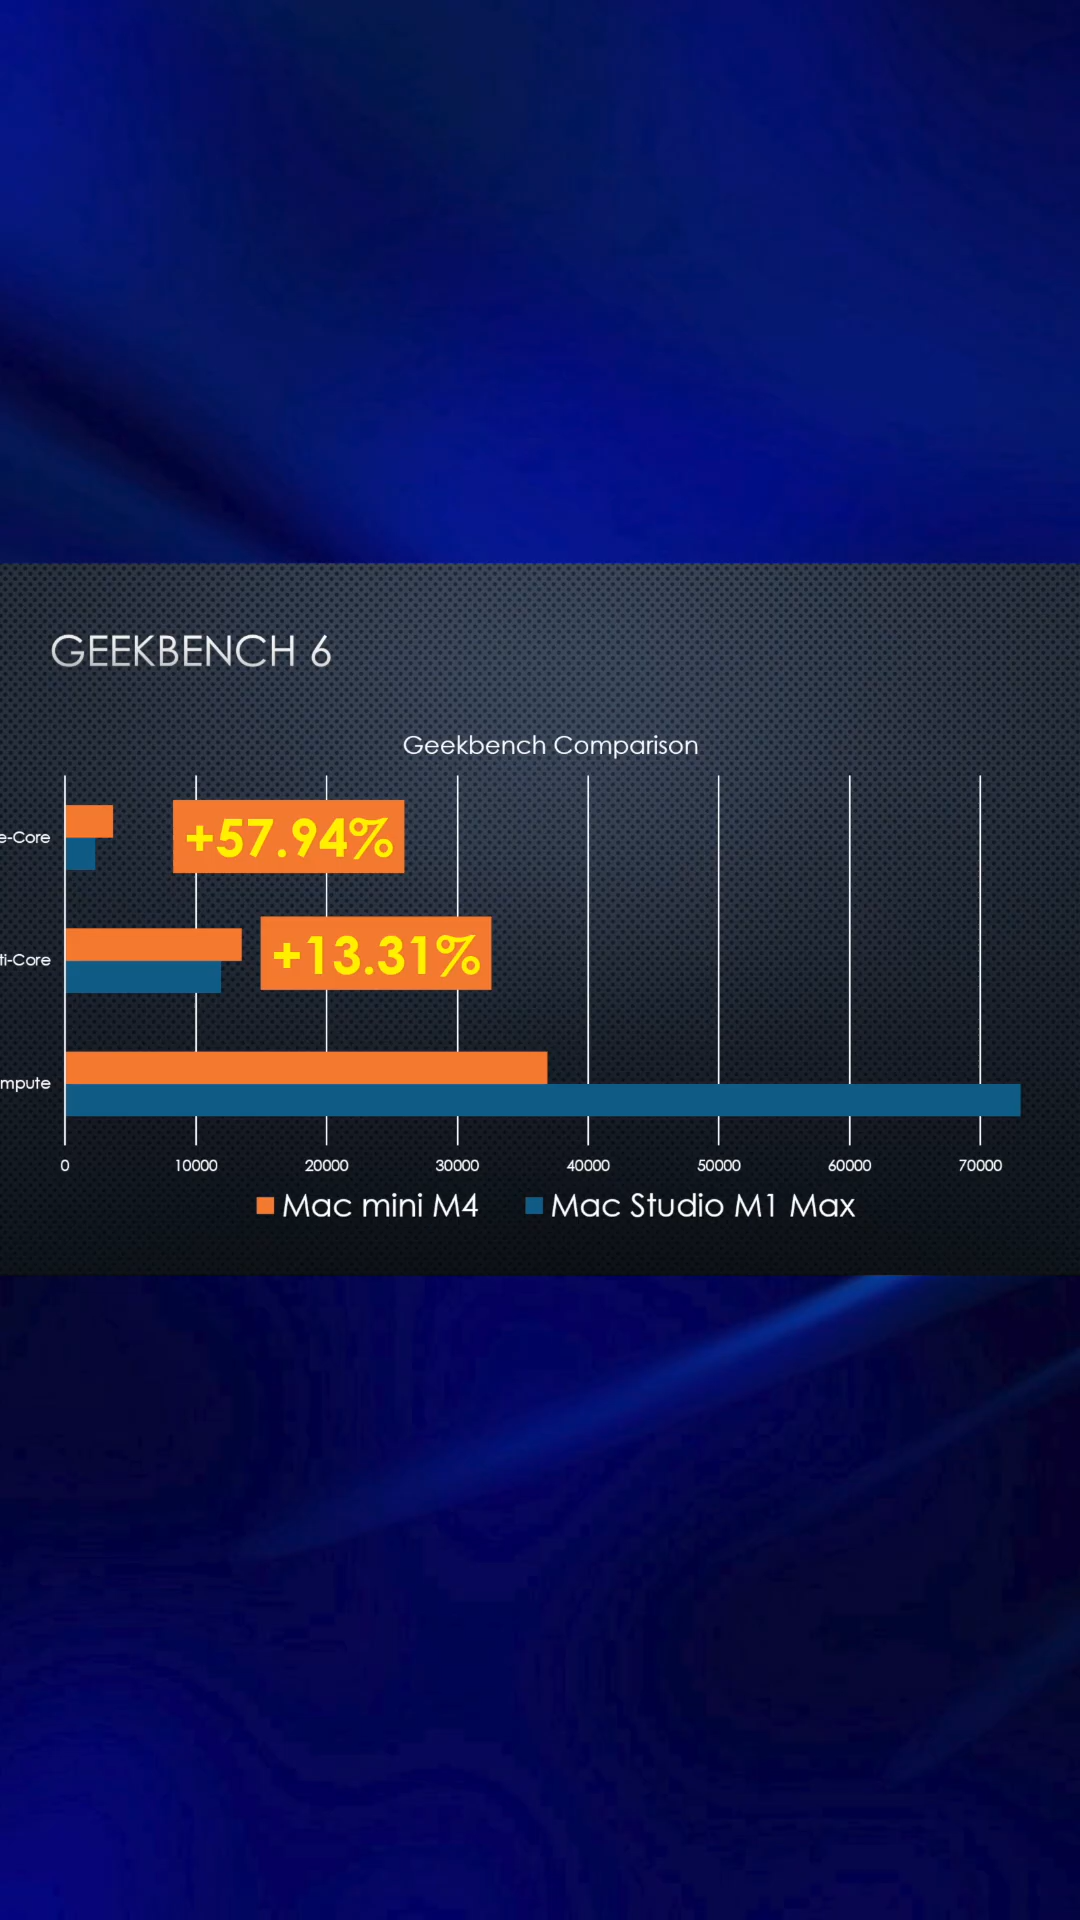 GEEKBENCH 6
Geekbench Comparison
e-Core
+57.94%
ti-Core
+13.31%
mpute
0 10000 20000 30000 40000 50000 60000 70000
Mac mini M4 Mac Studio M1 Max